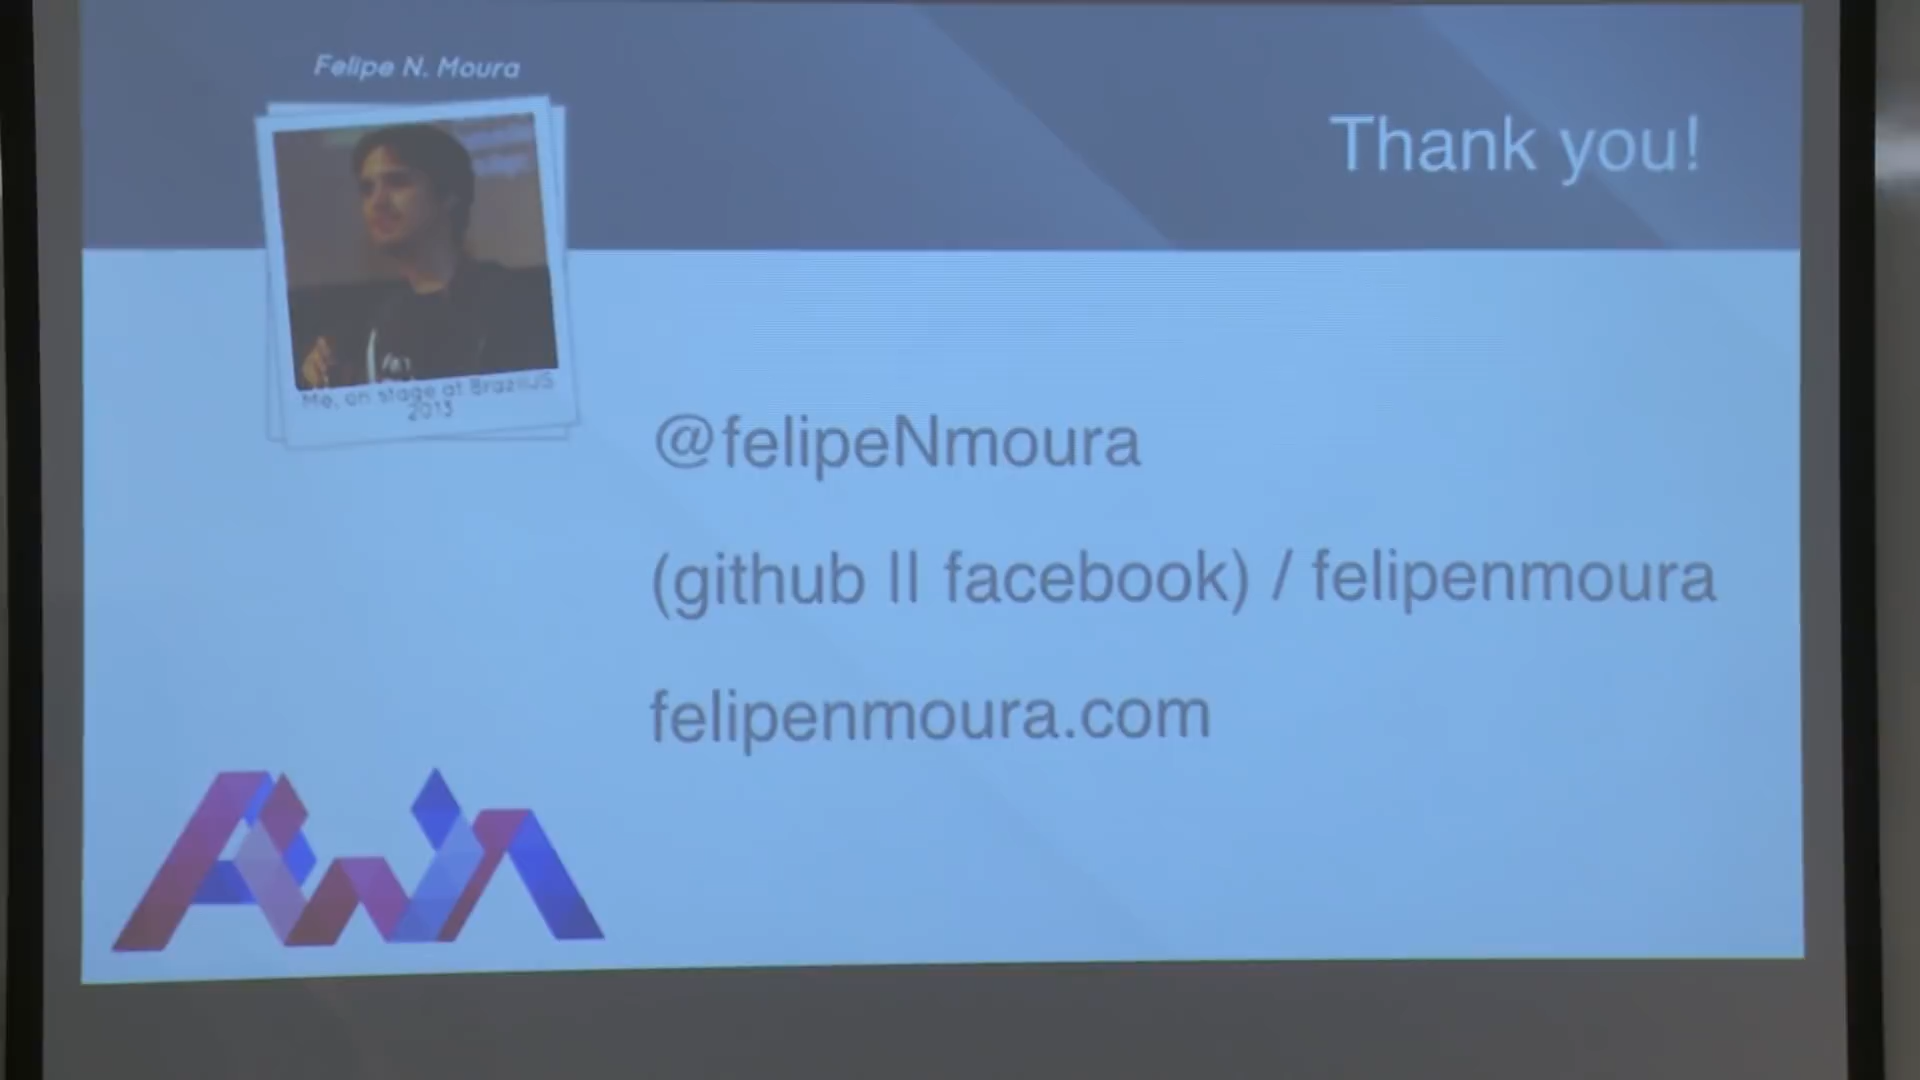 Felipe N. Moura
Thank you!
Me, on stage at BrazilJS
2013
@felipeNmoura
(github || facebook) / felipenmoura
felipenmoura.com